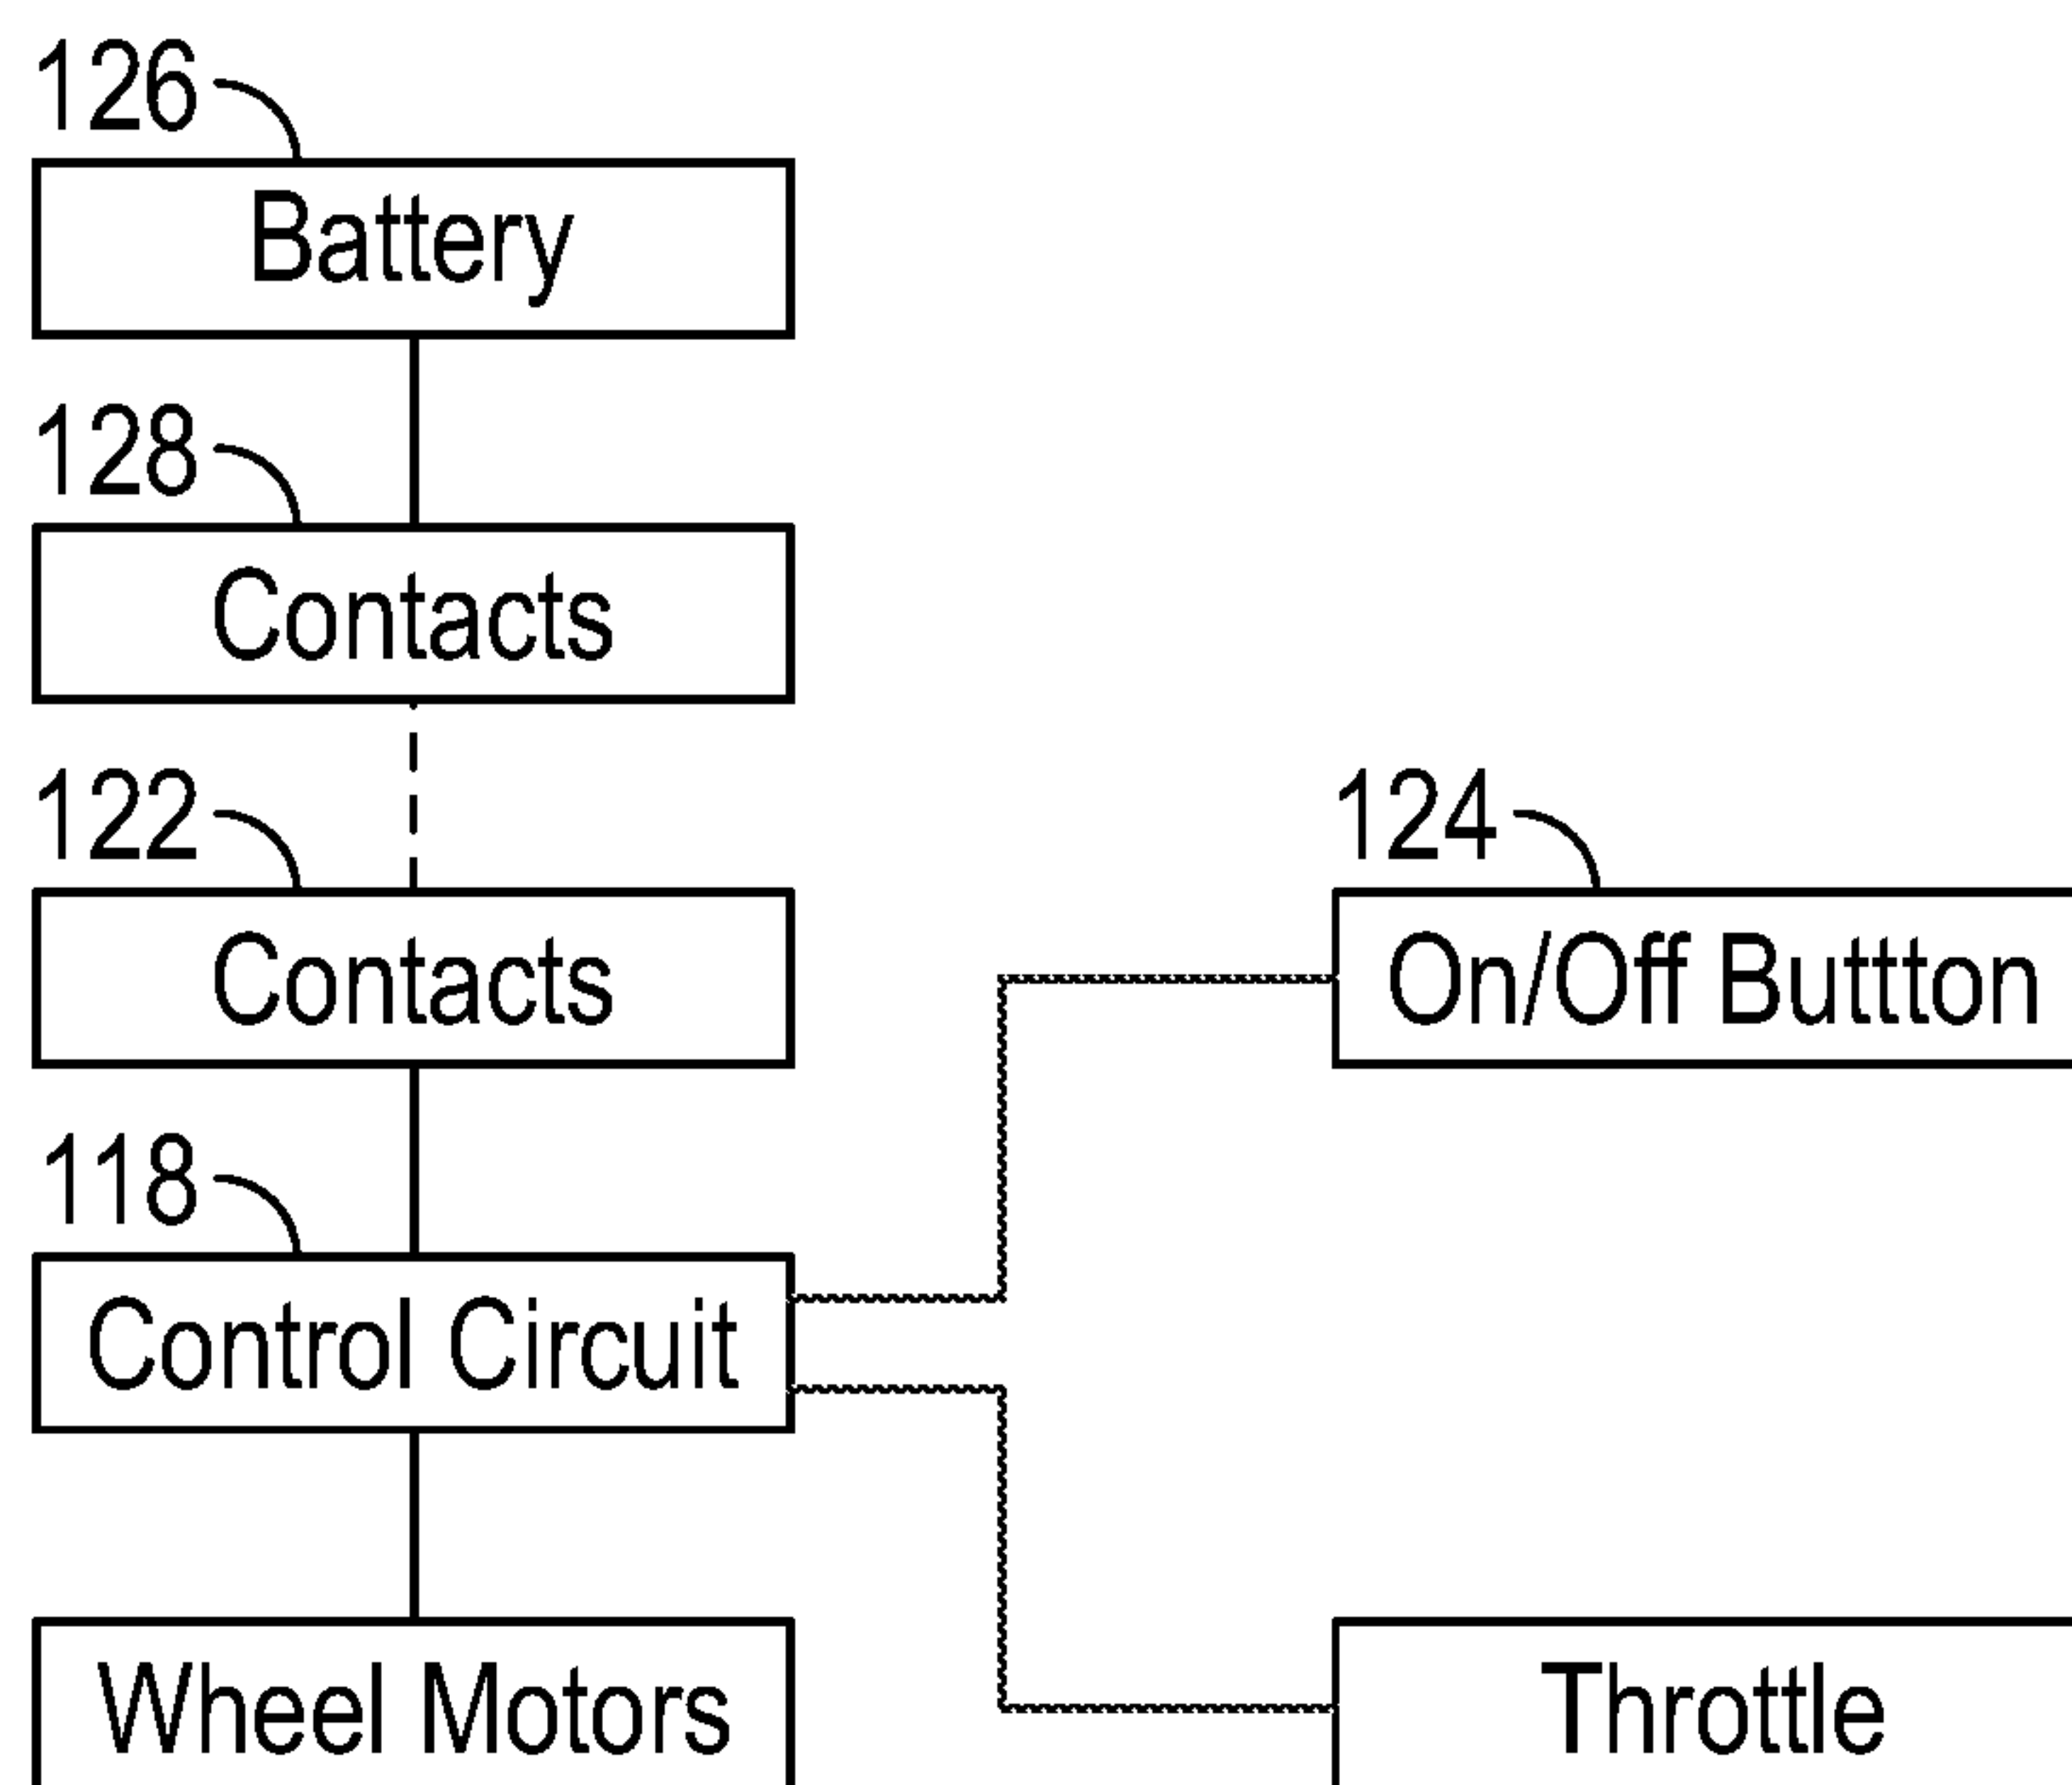 126
Battery
128
Contacts
122
Contacts
124
On/Off Buttton
118
Control Circuit
Wheel Motors
Throttle